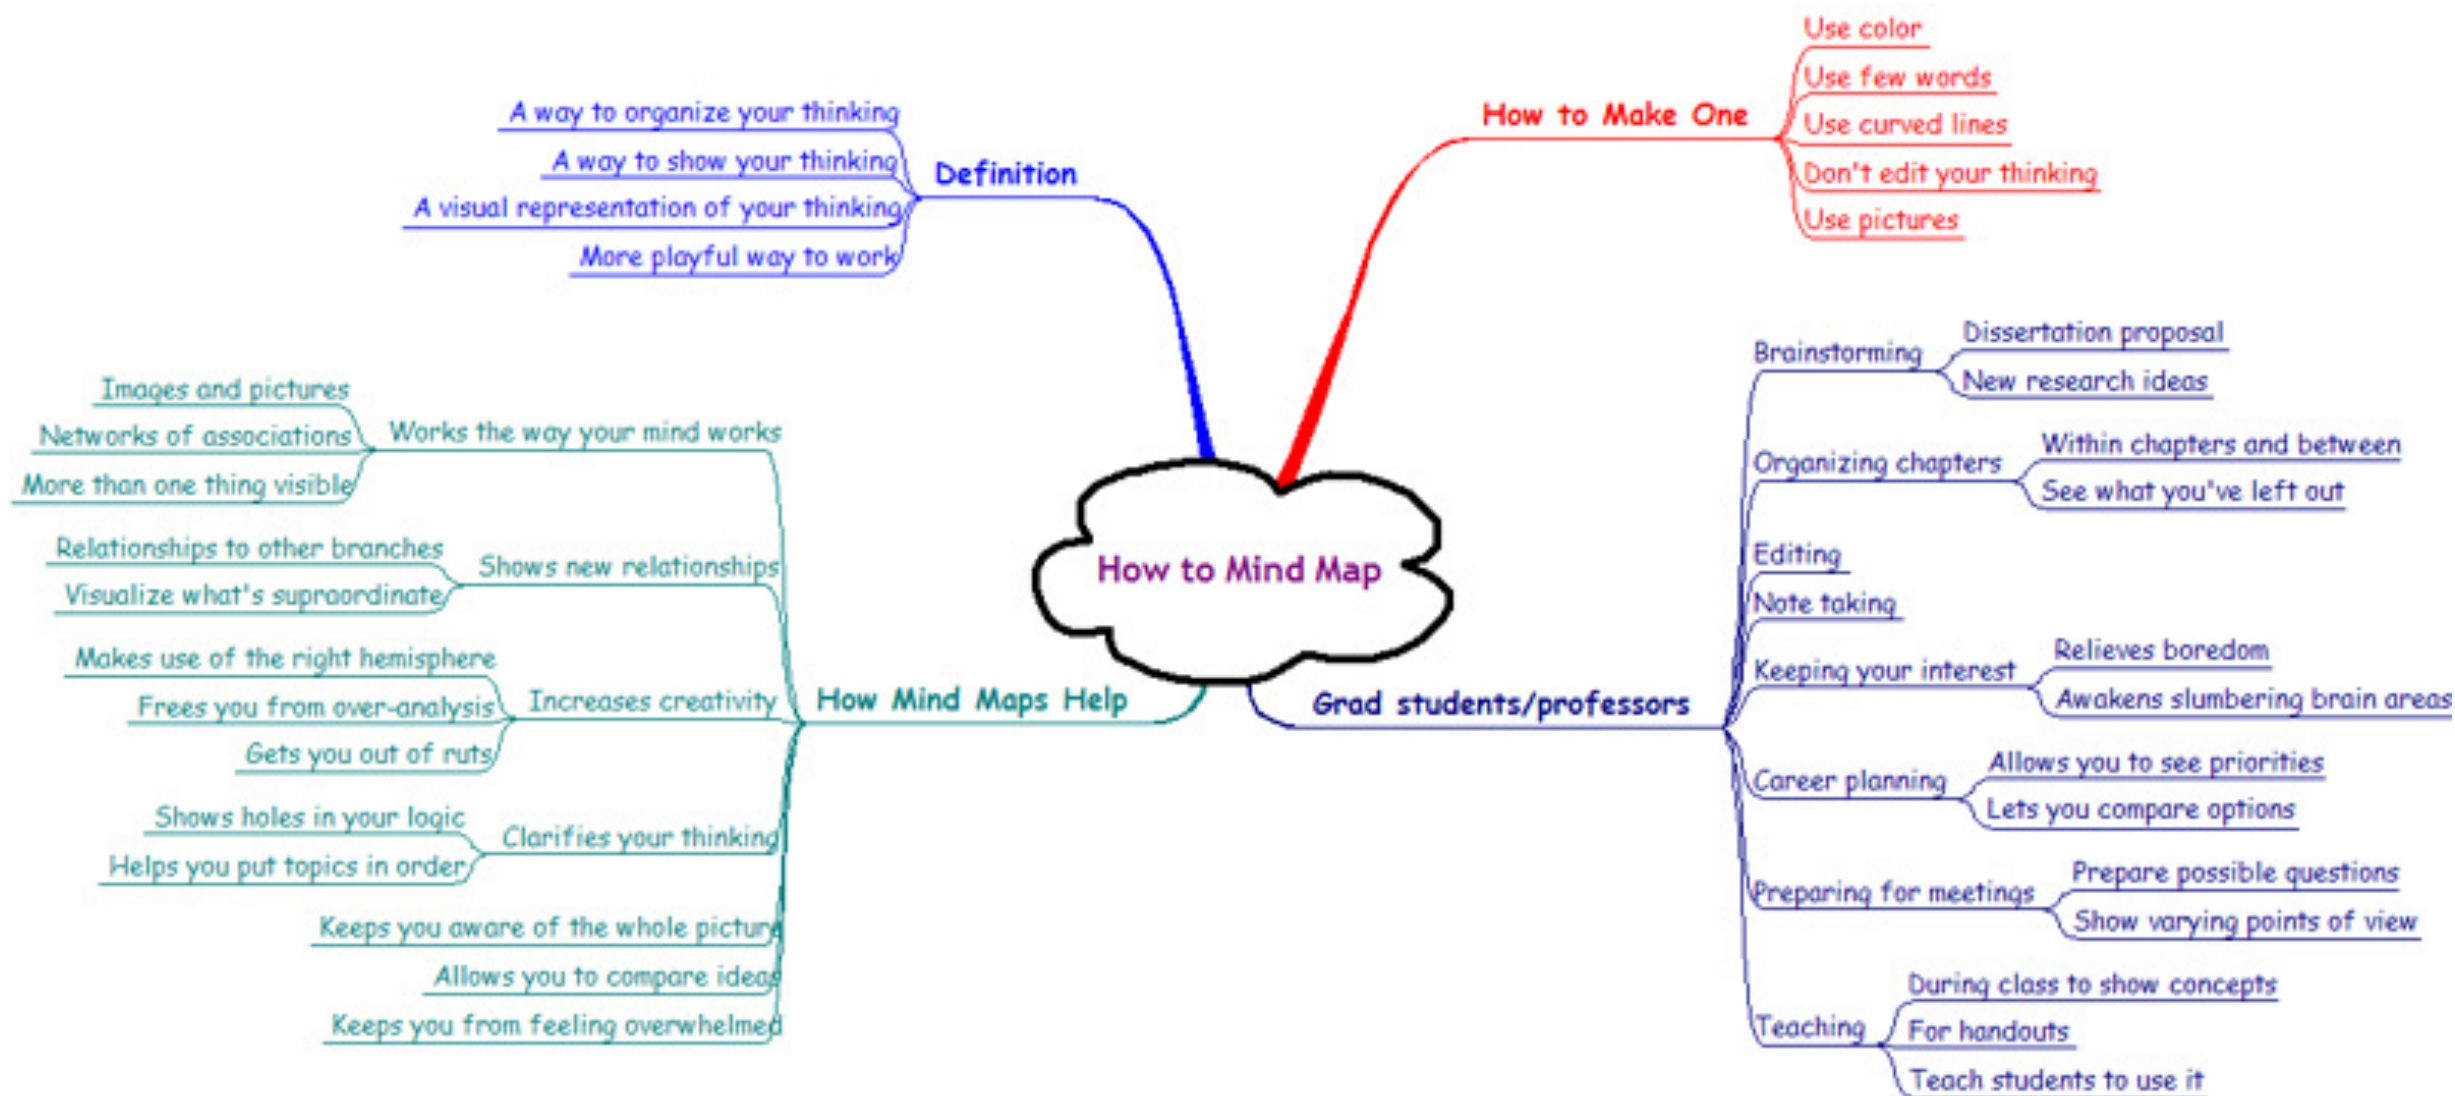 How to Mind Map
Definition
A way to organize your thinking
A way to show your thinking
A visual representation of your thinking
More playful way to work
How to Make One
Use color
Use few words
Use curved lines
Don't edit your thinking
Use pictures
How Mind Maps Help
Works the way your mind works
Images and pictures
Networks of associations
More than one thing visible
Shows new relationships
Relationships to other branches
Visualize what's supraordinate
Increases creativity
Makes use of the right hemisphere
Frees you from over-analysis
Gets you out of ruts
Clarifies your thinking
Shows holes in your logic
Helps you put topics in order
Keeps you aware of the whole picture
Allows you to compare ideas
Keeps you from feeling overwhelmed
Grad students/professors
Brainstorming
Dissertation proposal
New research ideas
Organizing chapters
Within chapters and between
See what you've left out
Editing
Note taking
Keeping your interest
Relieves boredom
Awakens slumbering brain areas
Career planning
Allows you to see priorities
Lets you compare options
Preparing for meetings
Prepare possible questions
Show varying points of view
Teaching
During class to show concepts
For handouts
Teach students to use it